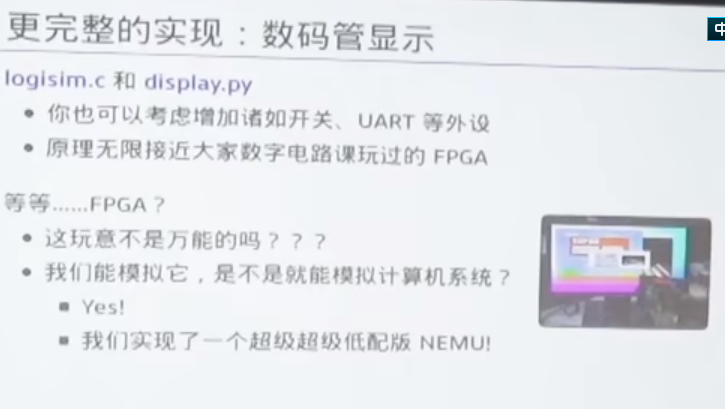 更完整的实现：数码管显示
logisim.c 和 display.py
你也可以考虑增加诸如开关、UART 等外设
原理无限接近大家数字电路课玩过的 FPGA
等等……FPGA？
这玩意不是万能的吗？？？
我们能模拟它，是不是就能模拟计算机系统？
Yes!
我们实现了一个超级超级低配版 NEMU!
中